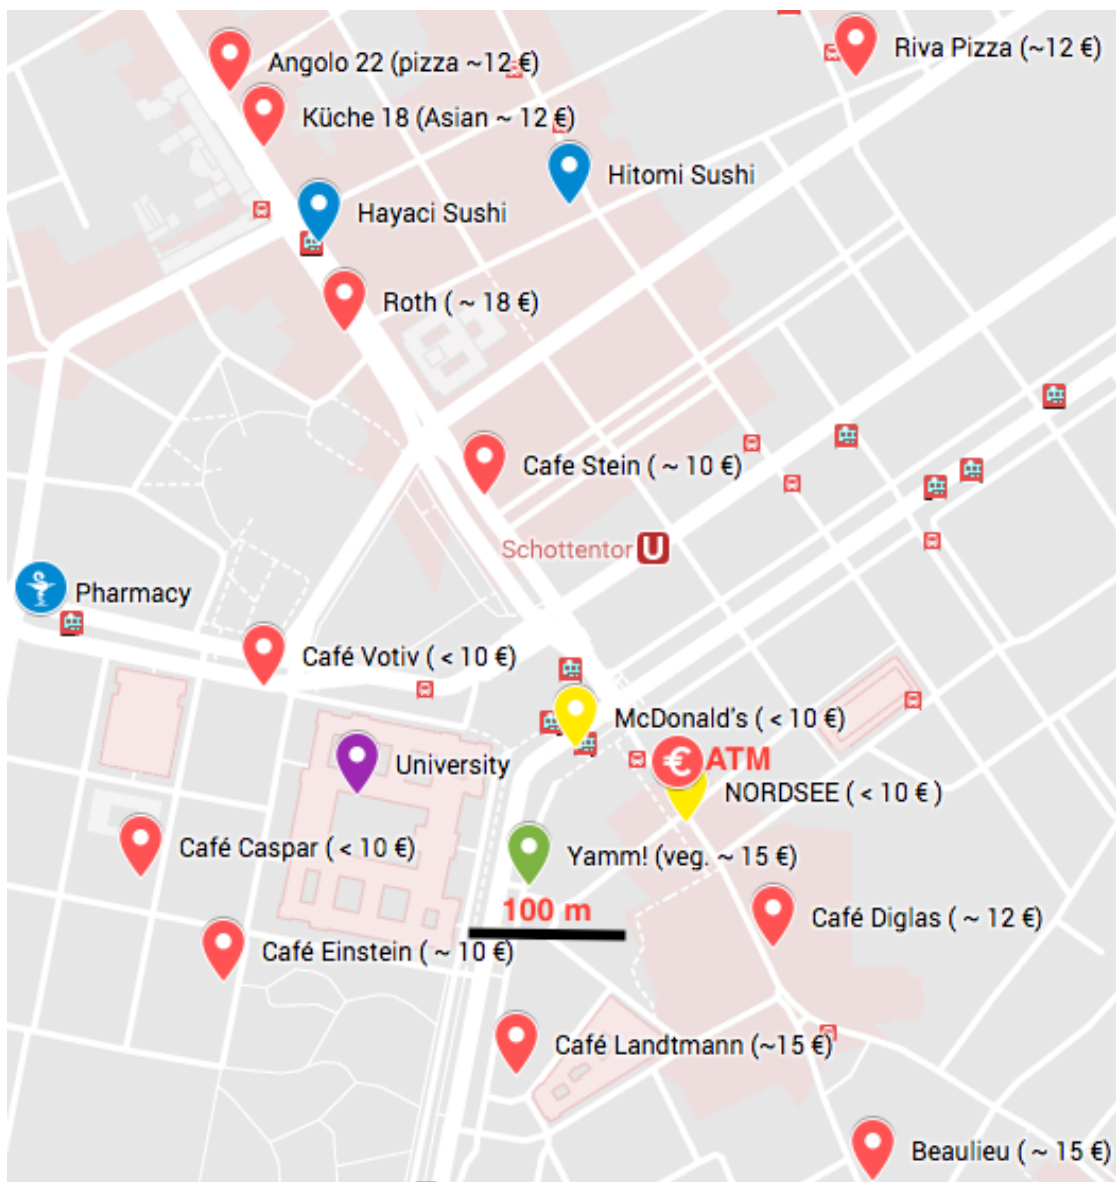 Riva Pizza (~12 €)
Angolo 22 (pizza ~12 €)
Küche 18 (Asian ~ 12 €)
Hitomi Sushi
Hayaci Sushi
Roth ( ~ 18 €)
Cafe Stein ( ~ 10 €)
Schottentor U
Pharmacy
Café Votiv ( < 10 €)
McDonald's ( < 10 €)
€ ATM
University
NORDSEE ( < 10 € )
Café Caspar ( < 10 €)
Yamm! (veg. ~ 15 €)
100 m
Café Diglas ( ~ 12 €)
Café Einstein ( ~ 10 €)
Café Landtmann (~15 €)
Beaulieu ( ~ 15 €)